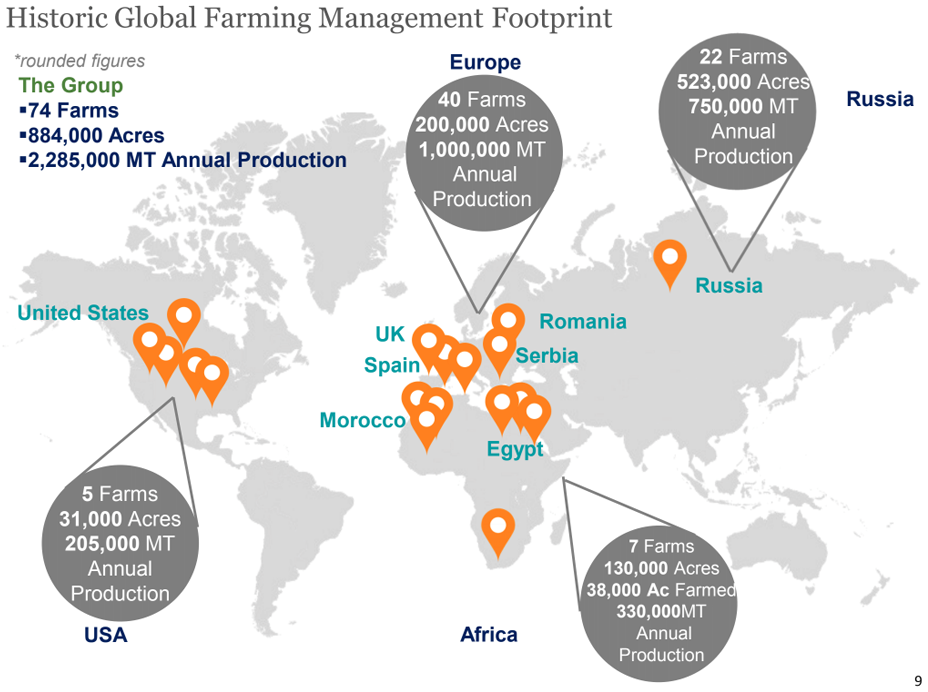 Historic Global Farming Management Footprint
*rounded figures
The Group
▪74 Farms
▪884,000 Acres
▪2,285,000 MT Annual Production
Europe
40 Farms
200,000 Acres
1,000,000 MT
Annual
Production
22 Farms
523,000 Acres
750,000 MT
Annual
Production
Russia
Russia
United States
UK
Romania
Spain
Serbia
Morocco
Egypt
5 Farms
31,000 Acres
205,000 MT
Annual
Production
USA
7 Farms
130,000 Acres
38,000 Ac Farmed
330,000MT
Annual
Production
Africa
9